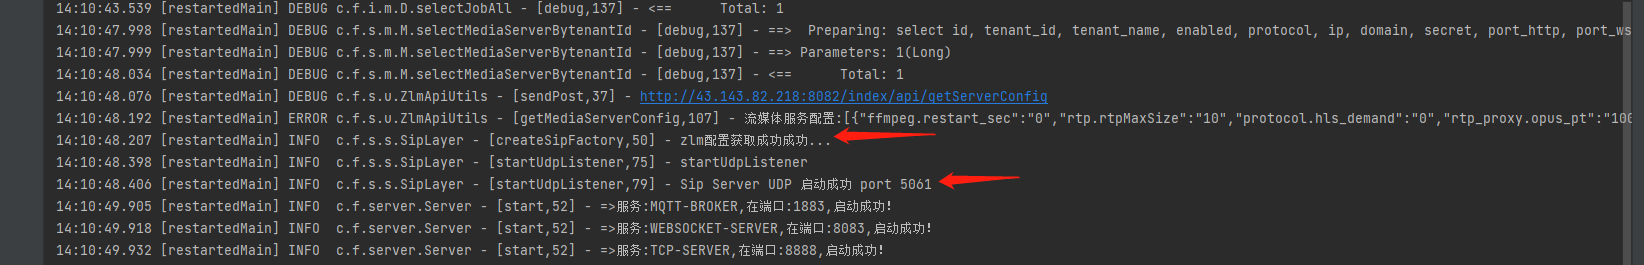 14:10:43.539 [restartedMain] DEBUG c.f.i.m.D.selectJobAll - [debug,137] - <==      Total: 1
14:10:47.998 [restartedMain] DEBUG c.f.s.m.M.selectMediaServerBytenantId - [debug,137] - ==>  Preparing: select id, tenant_id, tenant_name, enabled, protocol, ip, domain, secret, port_http, port_ws
14:10:47.999 [restartedMain] DEBUG c.f.s.m.M.selectMediaServerBytenantId - [debug,137] - ==> Parameters: 1(Long)
14:10:48.034 [restartedMain] DEBUG c.f.s.m.M.selectMediaServerBytenantId - [debug,137] - <==      Total: 1
14:10:48.076 [restartedMain] DEBUG c.f.s.u.ZlmApiUtils - [sendPost,37] - http://43.143.82.218:8082/index/api/getServerConfig
14:10:48.192 [restartedMain] ERROR c.f.s.u.ZlmApiUtils - [getMediaServerConfig,107] - 流媒体服务配置:[{"ffmpeg.restart_sec":"0","rtp.rtpMaxSize":"10","protocol.hls_demand":"0","rtp_proxy.opus_pt":"100
14:10:48.207 [restartedMain] INFO  c.f.s.s.SipLayer - [createSipFactory,50] - zlm配置获取成功成功...
14:10:48.398 [restartedMain] INFO  c.f.s.s.SipLayer - [startUdpListener,75] - startUdpListener
14:10:48.406 [restartedMain] INFO  c.f.s.s.SipLayer - [startUdpListener,79] - Sip Server UDP 启动成功 port 5061
14:10:49.905 [restartedMain] INFO  c.f.server.Server - [start,52] - =>服务:MQTT-BROKER,在端口:1883,启动成功!
14:10:49.918 [restartedMain] INFO  c.f.server.Server - [start,52] - =>服务:WEBSOCKET-SERVER,在端口:8083,启动成功!
14:10:49.932 [restartedMain] INFO  c.f.server.Server - [start,52] - =>服务:TCP-SERVER,在端口:8888,启动成功!